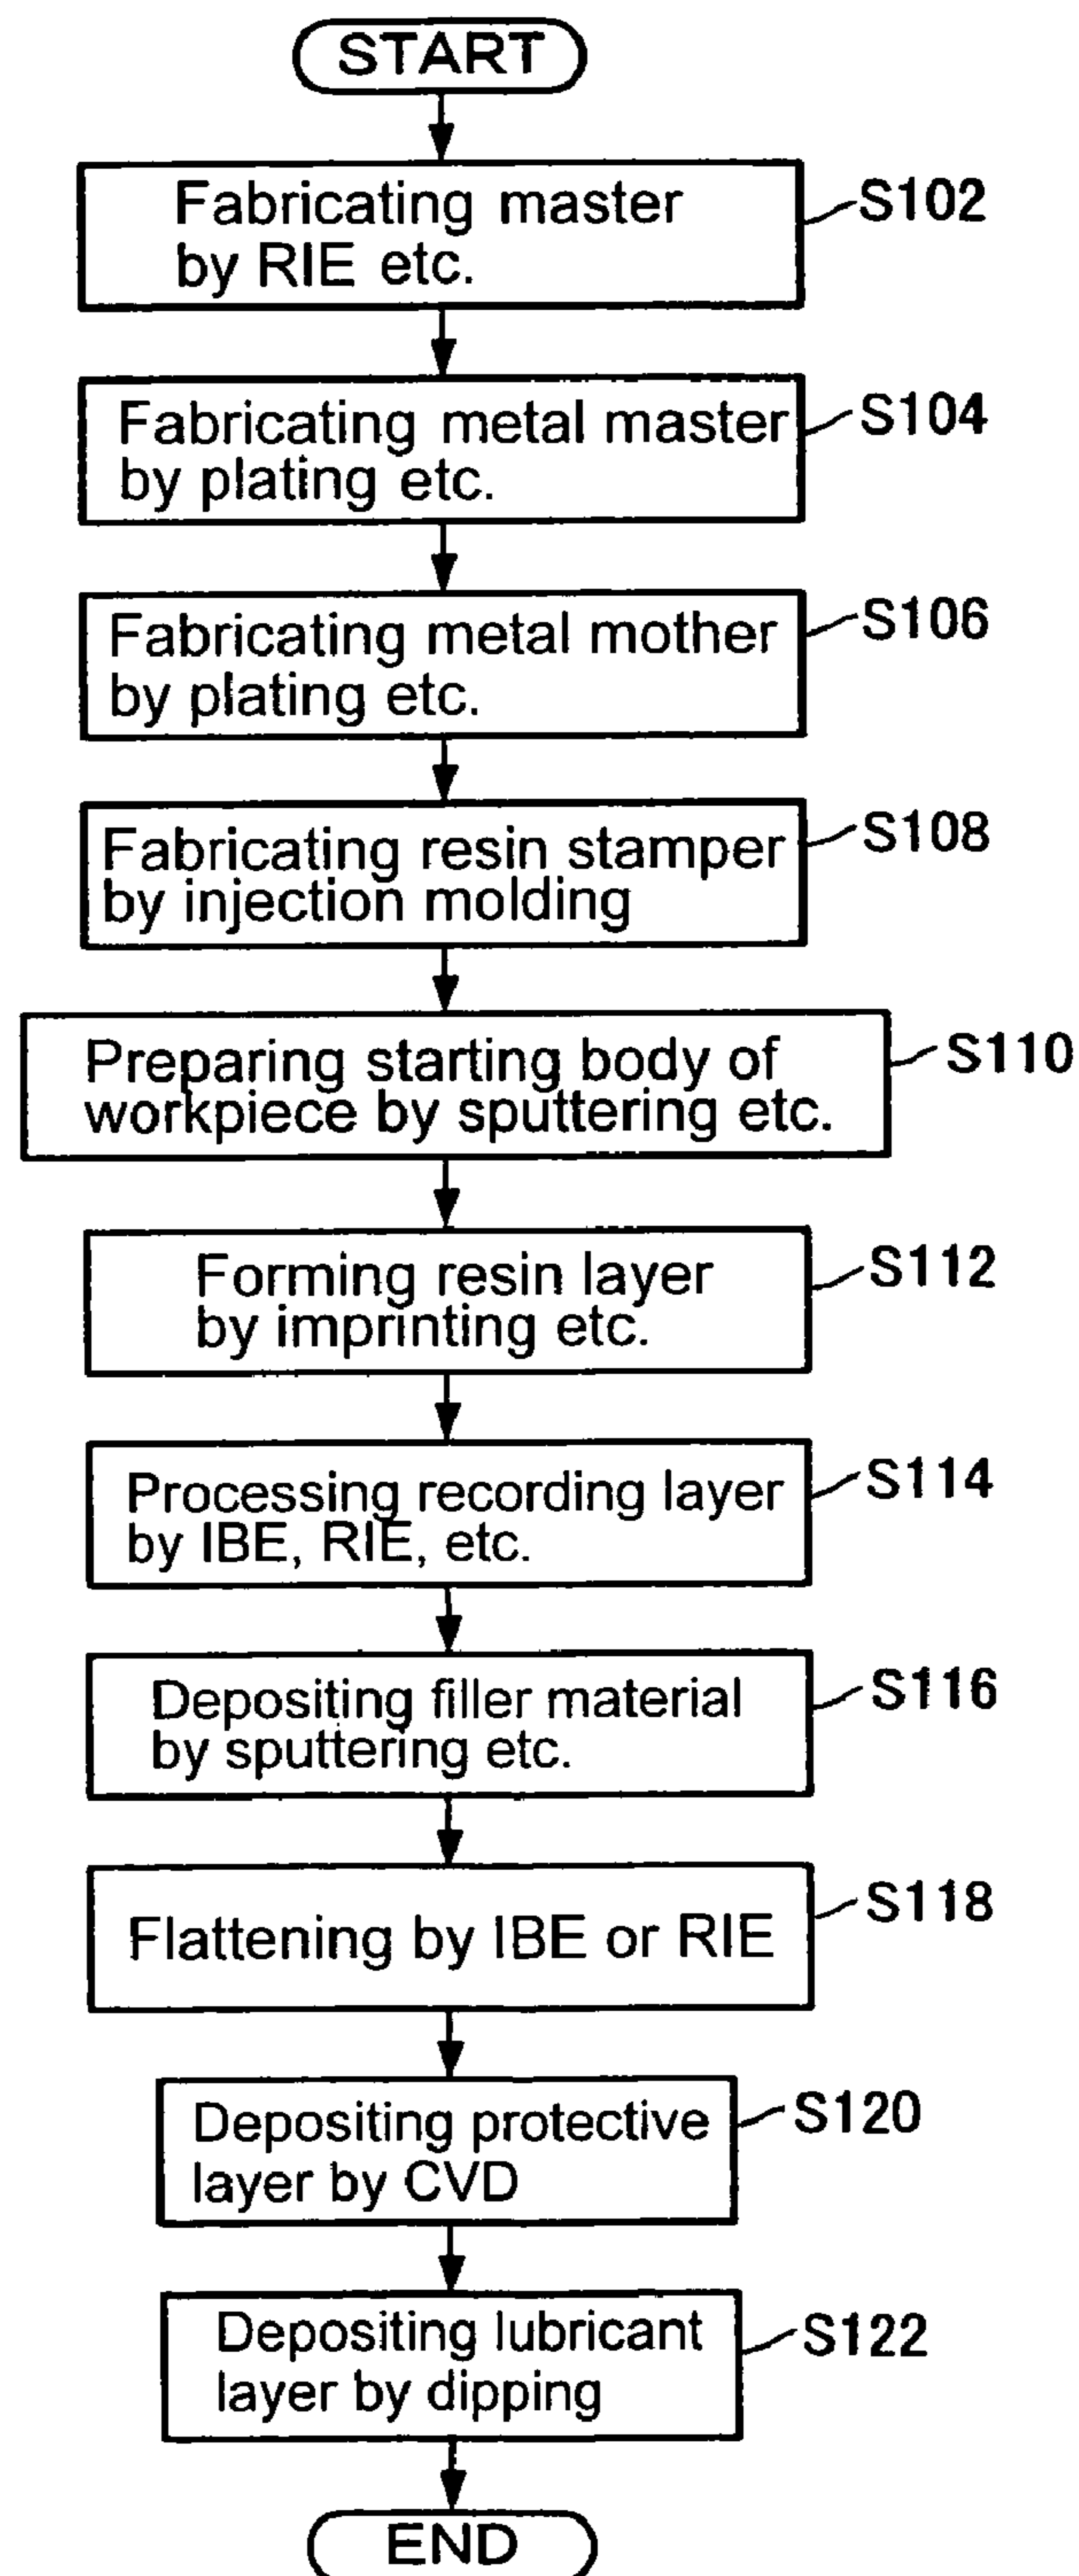 START
Fabricating master
by RIE etc.
S102
Fabricating metal master
by plating etc.
S104
Fabricating metal mother
by plating etc.
S106
Fabricating resin stamper
by injection molding
S108
Preparing starting body of
workpiece by sputtering etc.
S110
Forming resin layer
by imprinting etc.
S112
Processing recording layer
by IBE, RIE, etc.
S114
Depositing filler material
by sputtering etc.
S116
Flattening by IBE or RIE
S118
Depositing protective
layer by CVD
S120
Depositing lubricant
layer by dipping
S122
END